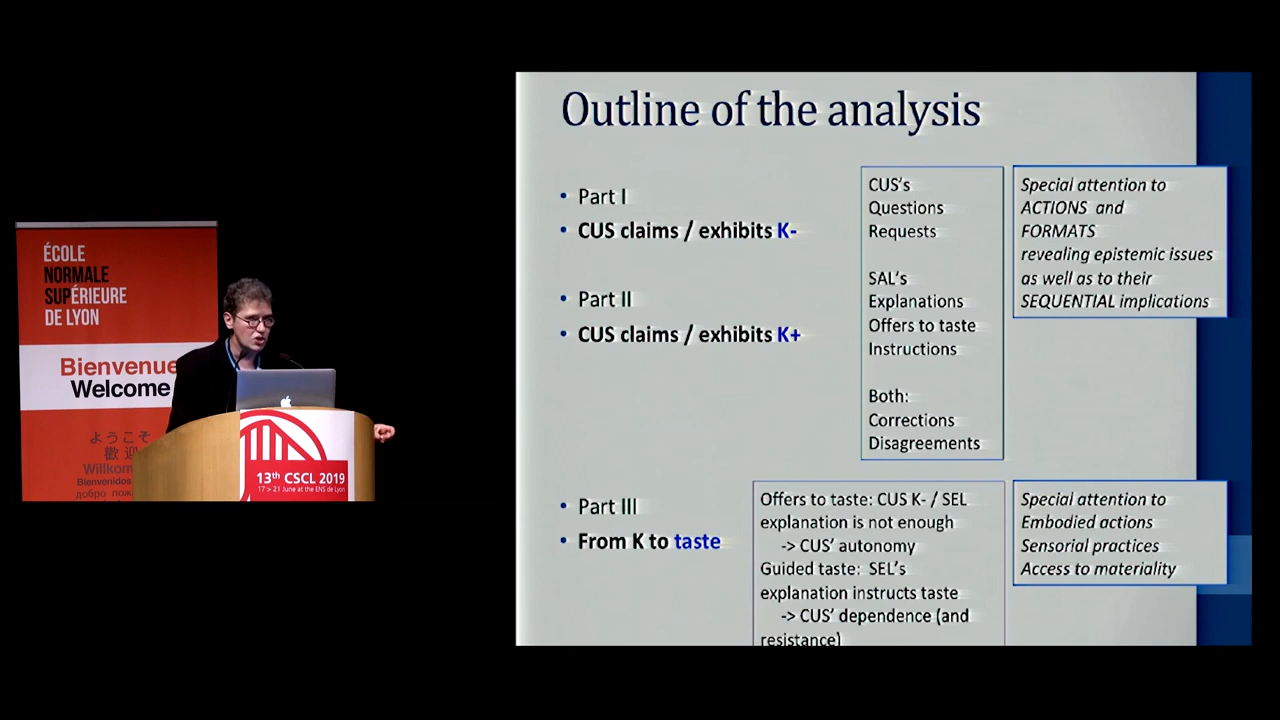 ÉCOLE
NORMALE
SUPÉRIEURE
DE LYON
Bienvenue
Welcome
ようこそ
歡迎
Willkom
Bienvenidos
добро пож
13th CSCL 2019
17 > 21 June at the ENS de Lyon
Outline of the analysis
• Part I
• CUS claims / exhibits K-
• Part II
• CUS claims / exhibits K+
CUS's
Questions
Requests
SAL's
Explanations
Offers to taste
Instructions
Both:
Corrections
Disagreements
Special attention to
ACTIONS and
FORMATS
revealing epistemic issues
as well as to their
SEQUENTIAL implications
• Part III
• From K to taste
Offers to taste: CUS K- / SEL
explanation is not enough
-> CUS' autonomy
Guided taste: SEL's
explanation instructs taste
-> CUS' dependence (and
resistance)
Special attention to
Embodied actions
Sensorial practices
Access to materiality